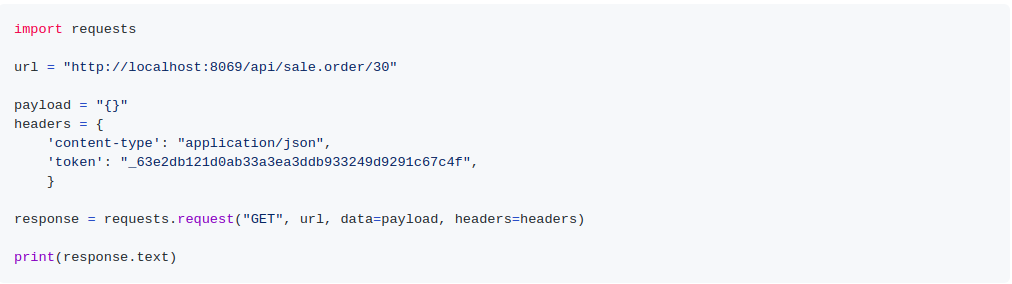 import requests
url = "http://localhost:8069/api/sale.order/30"
payload = "{}"
headers = {
    'content-type': "application/json",
    'token': "_63e2db121d0ab33a3ea3ddb933249d9291c67c4f",
    }
response = requests.request("GET", url, data=payload, headers=headers)
print(response.text)